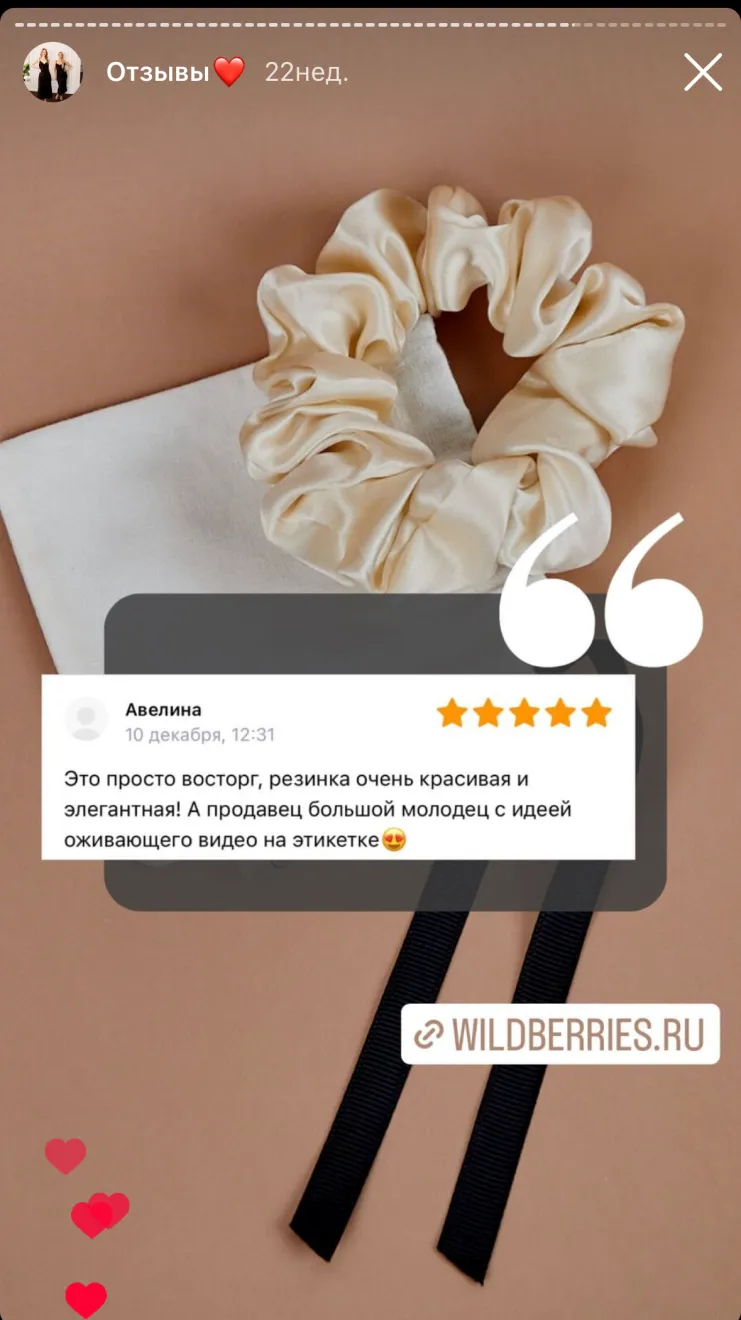 Отзывы❤️ 22нед.
Авелина
10 декабря, 12:31
Это просто восторг, резинка очень красивая и
элегантная! А продавец большой молодец с идеей
оживающего видео на этикетке😍
WILDBERRIES.RU